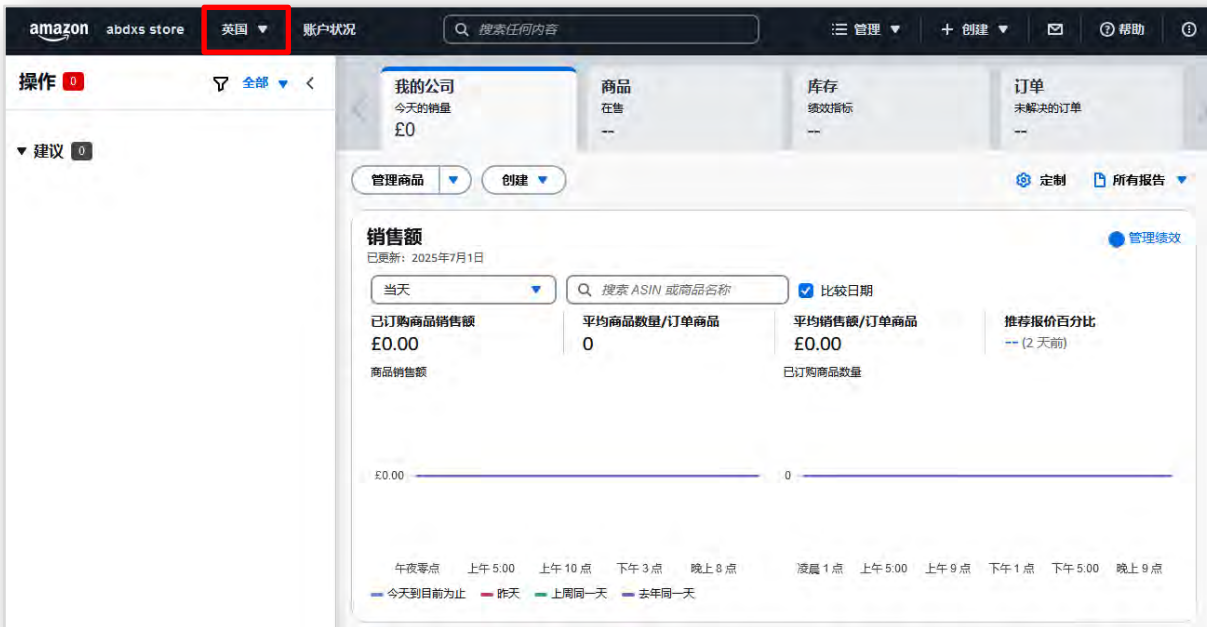 amazon abdxs store 英国 账户状况 搜索任何内容 管理 + 创建 帮助
操作 0 全部
建议 0
我的公司
今天的销量
£0
商品
在售
--
库存
绩效指标
--
订单
未解决的订单
--
管理商品 创建 定制 所有报告
销售额 管理绩效
已更新：2025年7月1日
当天 搜索 ASIN 或商品名称 比较日期
已订购商品销售额 平均商品数量/订单商品 平均销售额/订单商品 推荐报价百分比
£0.00 0 £0.00 -- (2 天前)
商品销售额 已订购商品数量
£0.00 0
午夜零点 上午 5:00 上午 10 点 下午 3 点 晚上 8 点 凌晨 1 点 上午 5:00 上午 9 点 下午 1 点 下午 5:00 晚上 9 点
今天到目前为止 昨天 上周同一天 去年同一天